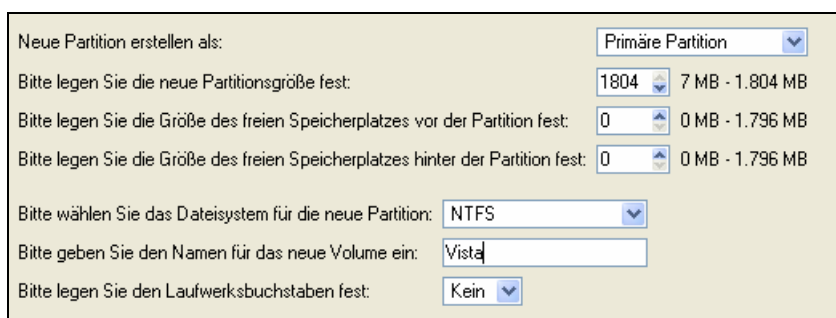 Neue Partition erstellen als: Primäre Partition
Bitte legen Sie die neue Partitionsgröße fest: 1804 7 MB - 1.804 MB
Bitte legen Sie die Größe des freien Speicherplatzes vor der Partition fest: 0 0 MB - 1.796 MB
Bitte legen Sie die Größe des freien Speicherplatzes hinter der Partition fest: 0 0 MB - 1.796 MB
Bitte wählen Sie das Dateisystem für die neue Partition: NTFS
Bitte geben Sie den Namen für das neue Volume ein: Vista
Bitte legen Sie den Laufwerksbuchstaben fest: Kein